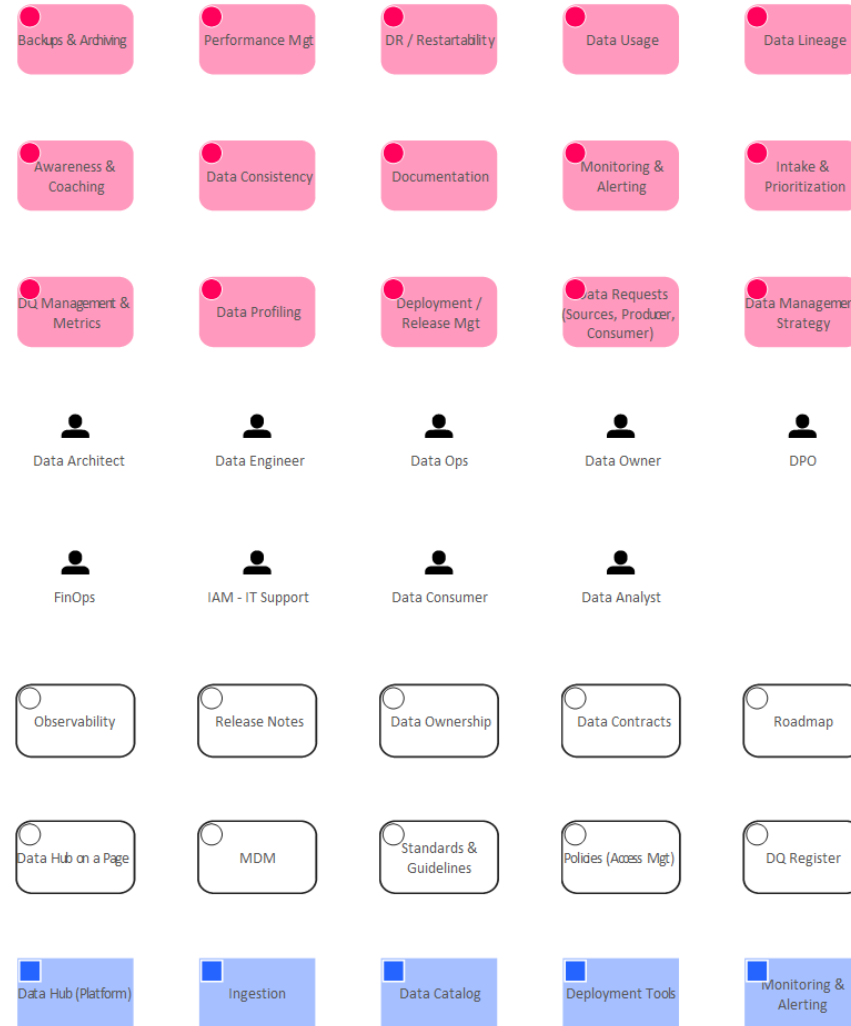 Backups & Archiving
Performance Mgt
DR / Restartability
Data Usage
Data Lineage
Awareness &
Coaching
Data Consistency
Documentation
Monitoring &
Alerting
Intake &
Prioritization
DQ Management &
Metrics
Data Profiling
Deployment /
Release Mgt
Data Requests
(Sources, Producer,
Consumer)
Data Managemen
Strategy
Data Architect
Data Engineer
Data Ops
Data Owner
DPO
FinOps
IAM - IT Support
Data Consumer
Data Analyst
Observability
Release Notes
Data Ownership
Data Contracts
Roadmap
Data Hub on a Page
MDM
Standards &
Guidelines
Policies (Access Mgt)
DQ Register
Data Hub (Platform)
Ingestion
Data Catalog
Deployment Tools
Monitoring &
Alerting